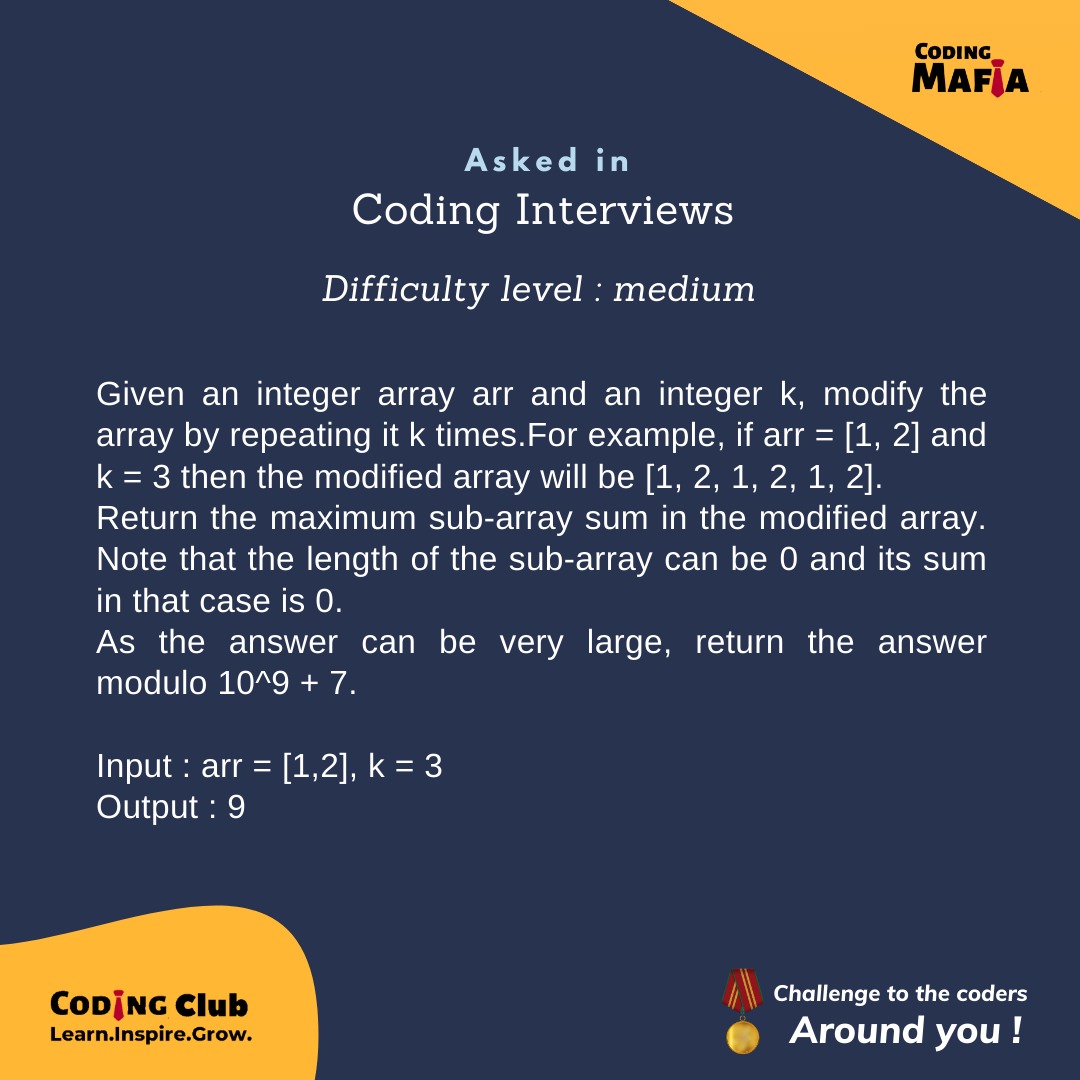 CODING
MAFIA
Asked in
Coding Interviews
Difficulty level : medium
Given an integer array arr and an integer k, modify the
array by repeating it k times.For example, if arr = [1, 2] and
k = 3 then the modified array will be [1, 2, 1, 2, 1, 2].
Return the maximum sub-array sum in the modified array.
Note that the length of the sub-array can be 0 and its sum
in that case is 0.
As the answer can be very large, return the answer
modulo 10^9 + 7.
Input : arr = [1,2], k = 3
Output : 9
CODING Club
Learn.Inspire.Grow.
Challenge to the coders
Around you !